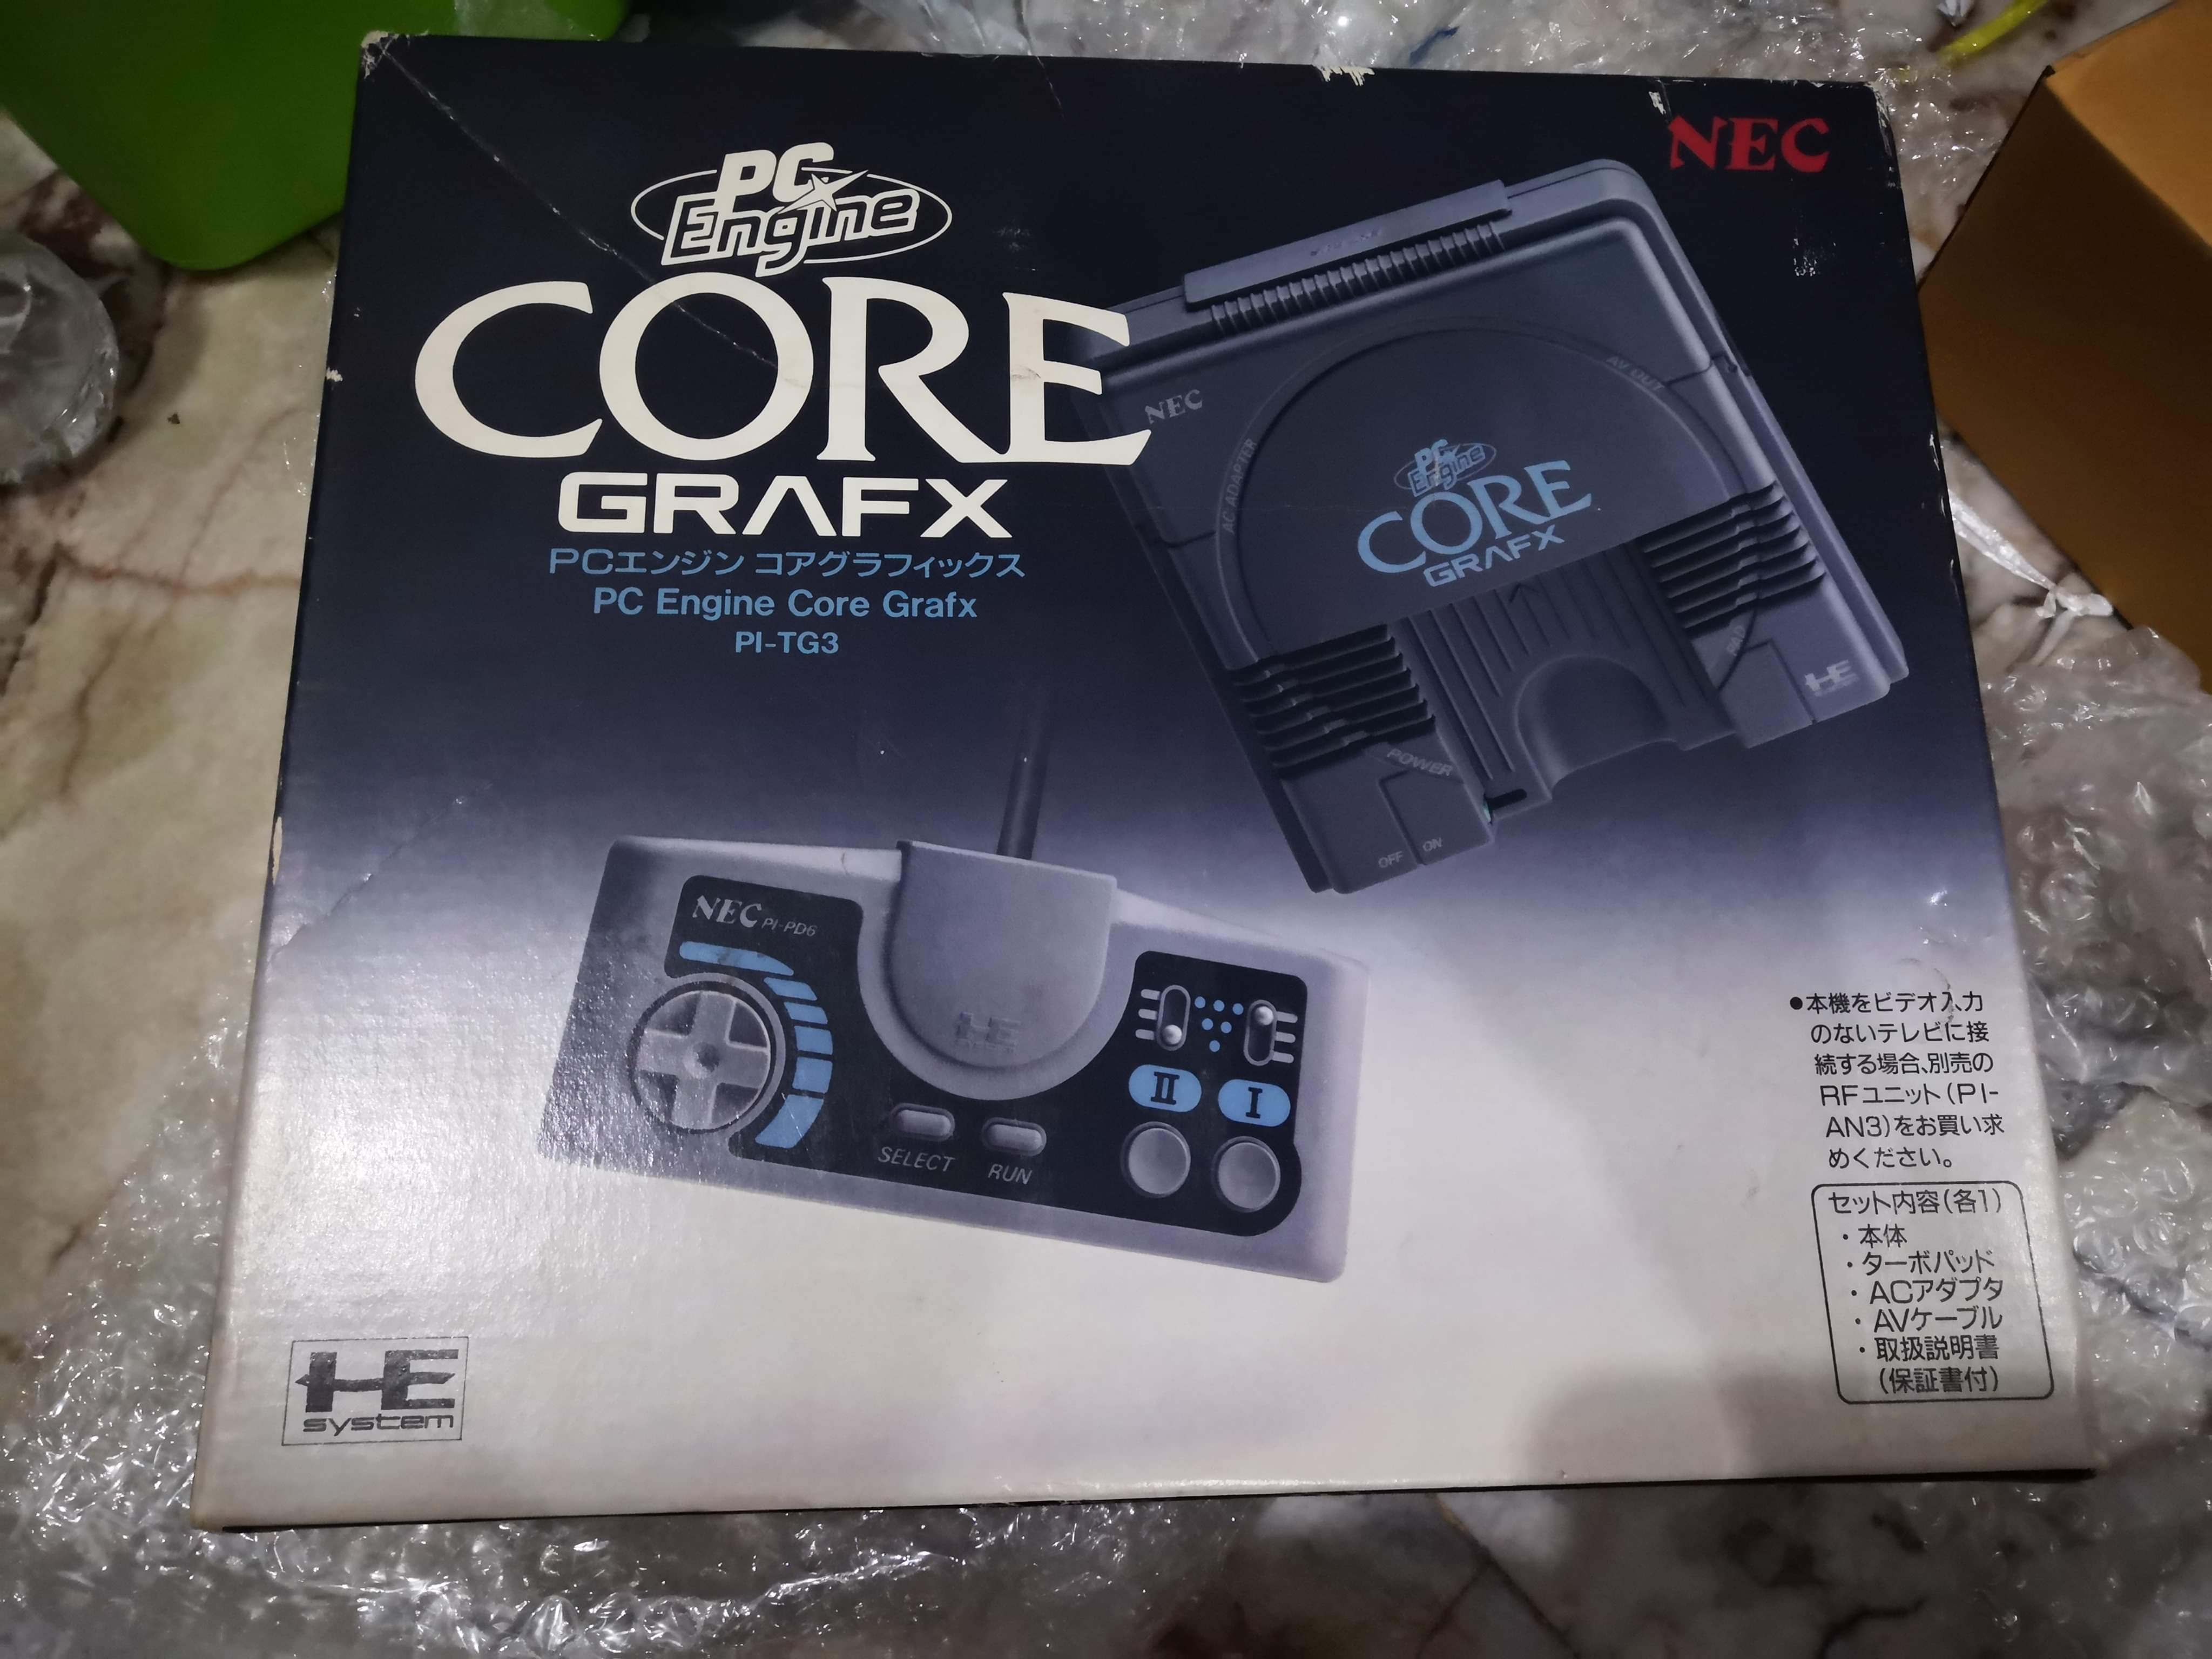 NEC
PC Engine
CORE
GRAFX
PCエンジン コアグラフィックス
PC Engine Core Grafx
PI-TG3
NEC
AV OUT
AC ADAPTER
PC Engine
CORE
GRAFX
PAD
HE
POWER
OFF ON
NEC PI-PD6
HE
II I
SELECT RUN
●本機をビデオ入力
のないテレビに接
続する場合、別売の
RFユニット(PI-
AN3)をお買い求
めください。
セット内容(各1)
・本体
・ターボパッド
・ACアダプタ
・AVケーブル
・取扱説明書
(保証書付)
HE
system